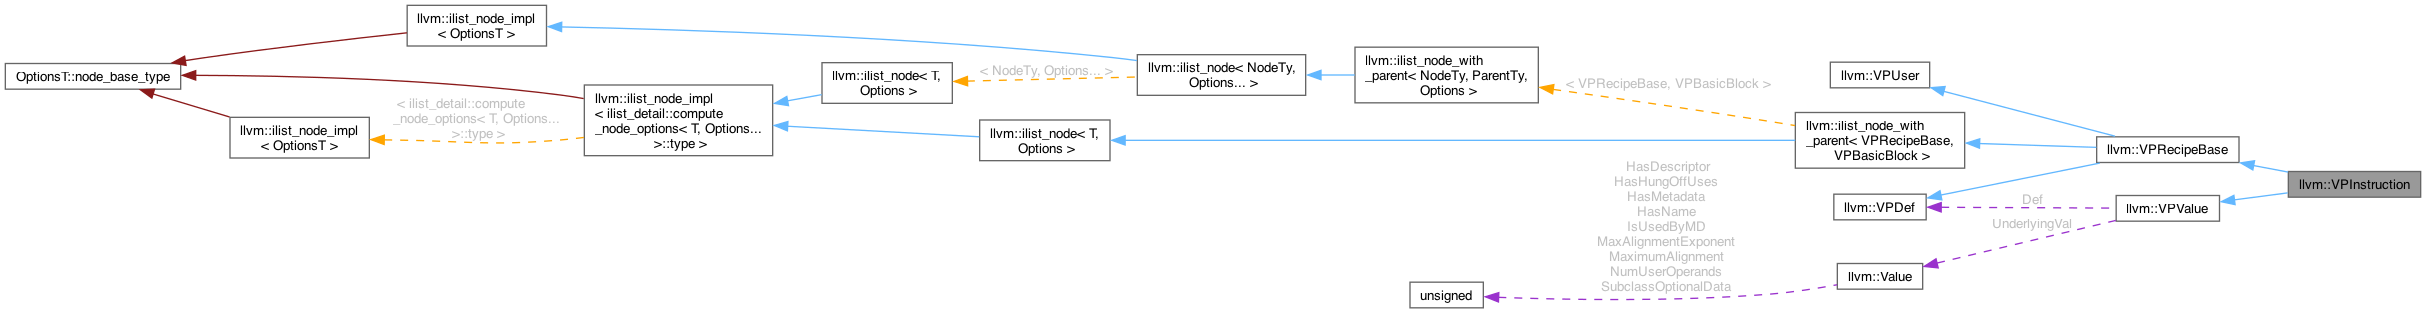 llvm::ilist_node_impl
< OptionsT >
OptionsT::node_base_type
llvm::ilist_node_impl
< OptionsT >
< ilist_detail::compute
_node_options< T, Options...
>::type >
llvm::ilist_node_impl
< ilist_detail::compute
_node_options< T, Options...
>::type >
llvm::ilist_node< T,
Options >
< NodeTy, Options... >
llvm::ilist_node< T,
Options >
llvm::ilist_node< NodeTy,
Options... >
llvm::ilist_node_with
_parent< NodeTy, ParentTy,
Options >
< VPRecipeBase, VPBasicBlock >
llvm::VPUser
llvm::ilist_node_with
_parent< VPRecipeBase,
VPBasicBlock >
llvm::VPRecipeBase
llvm::VPInstruction
llvm::VPDef
Def
llvm::VPValue
UnderlyingVal
llvm::Value
HasDescriptor
HasHungOffUses
HasMetadata
HasName
IsUsedByMD
MaxAlignmentExponent
MaximumAlignment
NumUserOperands
SubclassOptionalData
unsigned